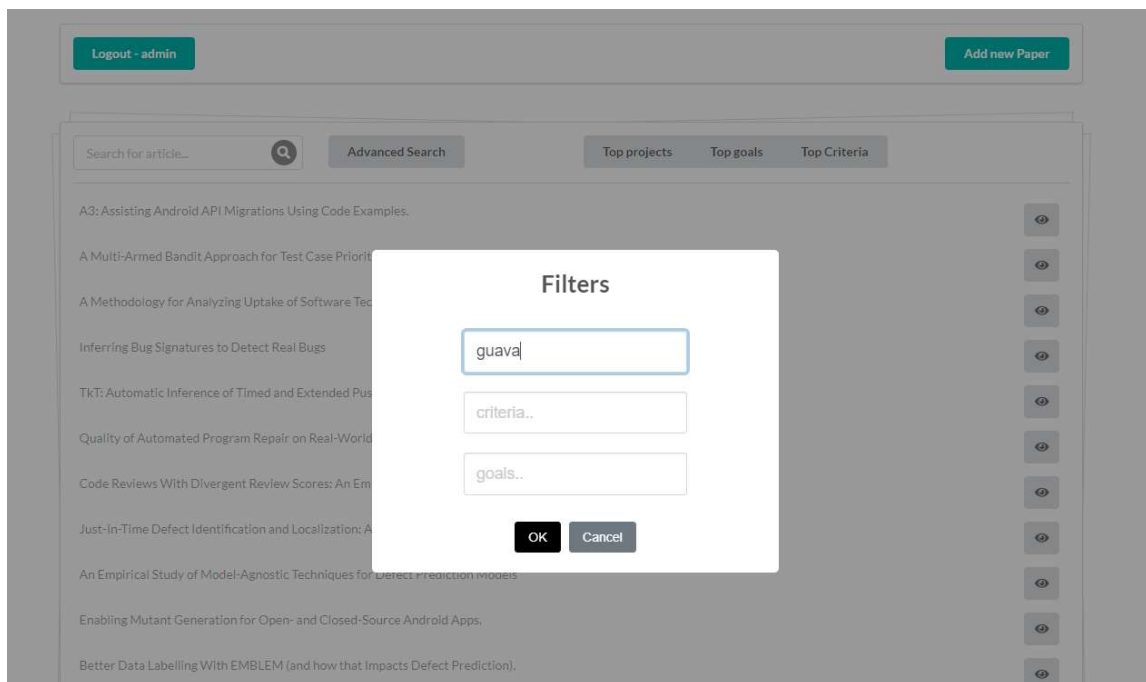 Logout - admin
Add new Paper
Search for article...
Advanced Search
Top projects
Top goals
Top Criteria
A3: Assisting Android API Migrations Using Code Examples.
A Multi-Armed Bandit Approach for Test Case Priorit
A Methodology for Analyzing Uptake of Software Tec
Inferring Bug Signatures to Detect Real Bugs
TkT: Automatic Inference of Timed and Extended Pus
Quality of Automated Program Repair on Real-World
Code Reviews With Divergent Review Scores: An Em
Just-In-Time Defect Identification and Localization: A
An Empirical Study of Model-Agnostic Techniques for Defect Prediction Models
Enabling Mutant Generation for Open- and Closed-Source Android Apps.
Better Data Labelling With EMBLEM (and how that Impacts Defect Prediction).
Filters
guava
criteria..
goals..
OK
Cancel